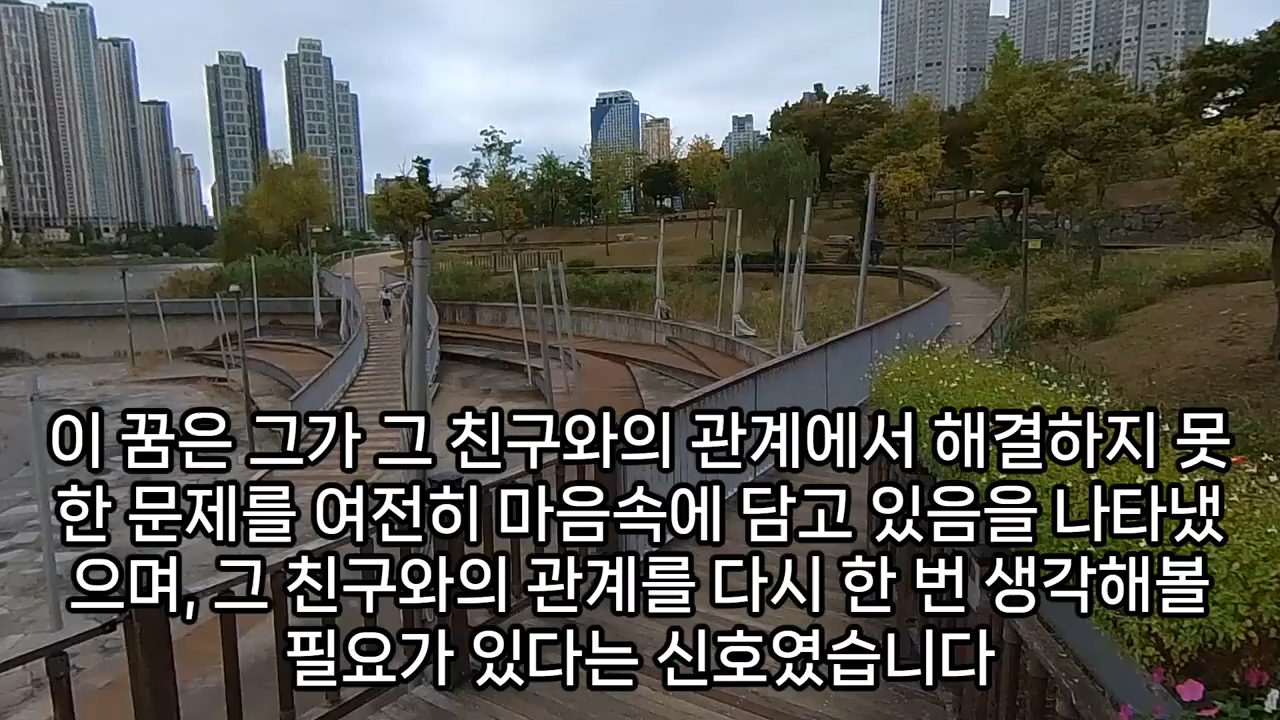 이 꿈은 그가 그 친구와의 관계에서 해결하지 못
한 문제를 여전히 마음속에 담고 있음을 나타냈
으며, 그 친구와의 관계를 다시 한 번 생각해볼
필요가 있다는 신호였습니다